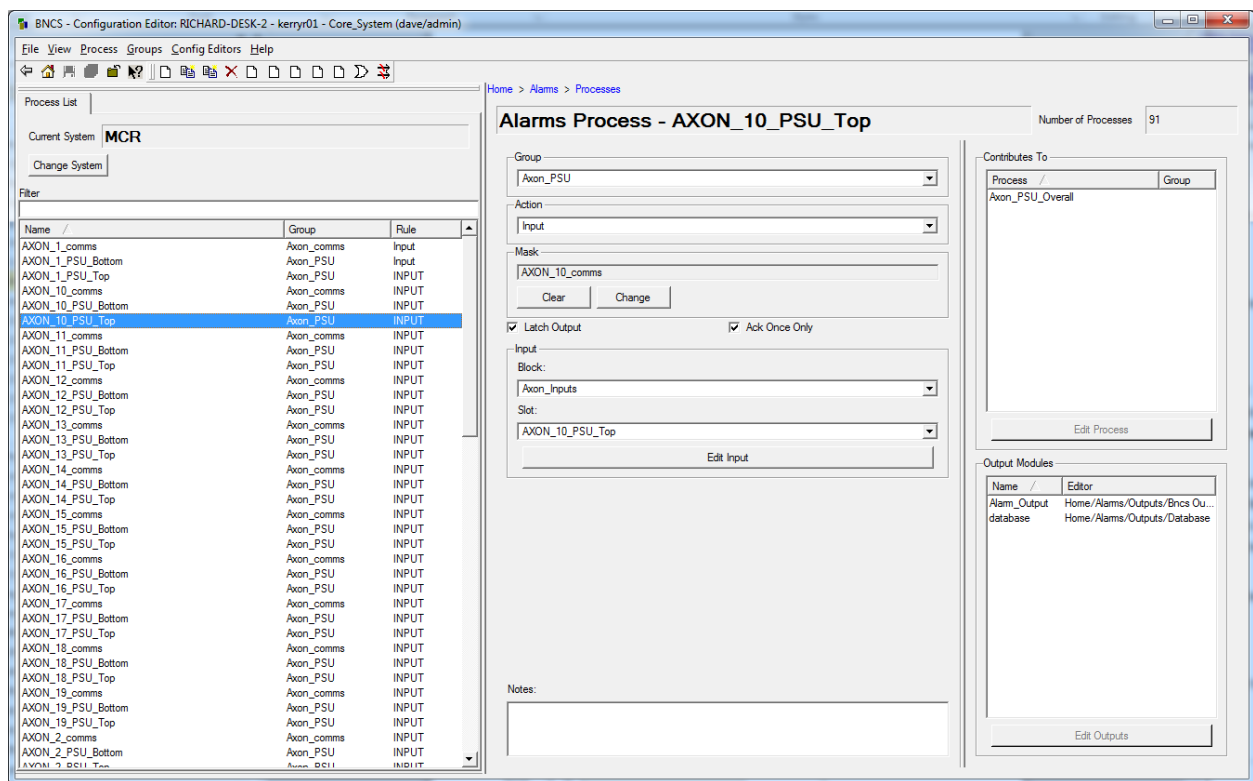 BNCS - Configuration Editor: RICHARD-DESK-2 - kerryr01 - Core_System (dave/admin)
File View Process Groups Config Editors Help
Process List
Current System MCR
Change System
Filter
Name Group Rule
AXON_1_comms Axon_comms Input
AXON_1_PSU_Bottom Axon_PSU Input
AXON_1_PSU_Top Axon_PSU INPUT
AXON_10_comms Axon_comms INPUT
AXON_10_PSU_Bottom Axon_PSU INPUT
AXON_10_PSU_Top Axon_PSU INPUT
AXON_11_comms Axon_comms INPUT
AXON_11_PSU_Bottom Axon_PSU INPUT
AXON_11_PSU_Top Axon_PSU INPUT
AXON_12_comms Axon_comms INPUT
AXON_12_PSU_Bottom Axon_PSU INPUT
AXON_12_PSU_Top Axon_PSU INPUT
AXON_13_comms Axon_comms INPUT
AXON_13_PSU_Bottom Axon_PSU INPUT
AXON_13_PSU_Top Axon_PSU INPUT
AXON_14_comms Axon_comms INPUT
AXON_14_PSU_Bottom Axon_PSU INPUT
AXON_14_PSU_Top Axon_PSU INPUT
AXON_15_comms Axon_comms INPUT
AXON_15_PSU_Bottom Axon_PSU INPUT
AXON_15_PSU_Top Axon_PSU INPUT
AXON_16_comms Axon_comms INPUT
AXON_16_PSU_Bottom Axon_PSU INPUT
AXON_16_PSU_Top Axon_PSU INPUT
AXON_17_comms Axon_comms INPUT
AXON_17_PSU_Bottom Axon_PSU INPUT
AXON_17_PSU_Top Axon_PSU INPUT
AXON_18_comms Axon_comms INPUT
AXON_18_PSU_Bottom Axon_PSU INPUT
AXON_18_PSU_Top Axon_PSU INPUT
AXON_19_comms Axon_comms INPUT
AXON_19_PSU_Bottom Axon_PSU INPUT
AXON_19_PSU_Top Axon_PSU INPUT
AXON_2_comms Axon_comms INPUT
AXON_2_PSU_Bottom Axon_PSU INPUT
AXON_2_PSU_Top Axon_PSU INPUT
Home > Alarms > Processes
Alarms Process - AXON_10_PSU_Top
Number of Processes 91
Group
Axon_PSU
Action
Input
Mask
AXON_10_comms
Clear Change
Latch Output Ack Once Only
Input
Block:
Axon_Inputs
Slot:
AXON_10_PSU_Top
Edit Input
Notes:
Contributes To
Process Group
Axon_PSU_Overall
Edit Process
Output Modules
Name Editor
Alarm_Output Home/Alarms/Outputs/Bncs Ou...
database Home/Alarms/Outputs/Database
Edit Outputs